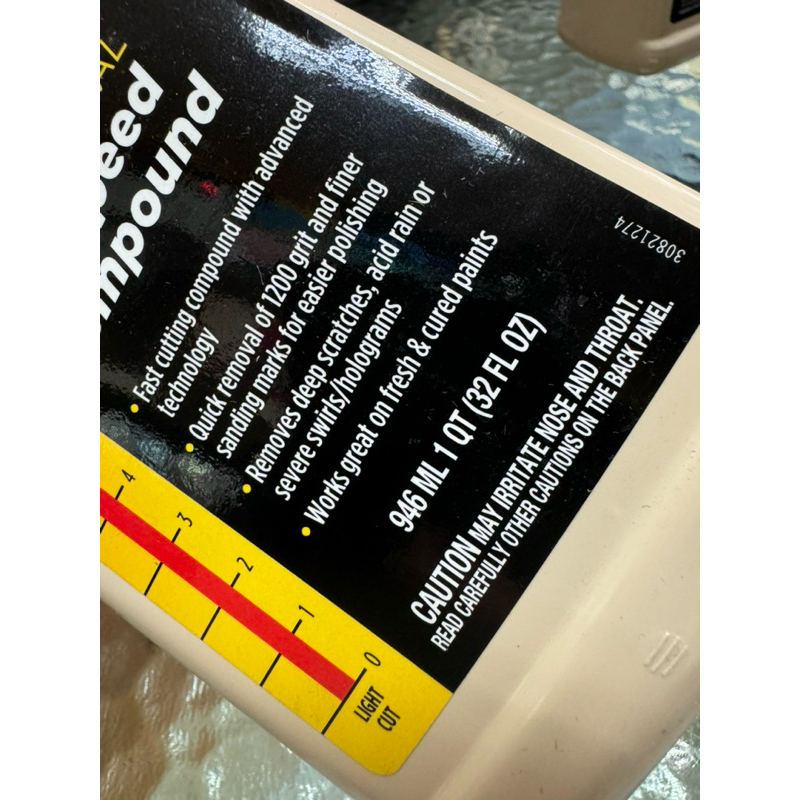 Fast cutting compound with advanced
technology
Quick removal of 1200 grit and finer
sanding marks for easier polishing
Removes deep scratches, acid rain or
severe swirls/holograms
Works great on fresh & cured paints
946 ML 1 QT (32 FL OZ)
CAUTION MAY IRRITATE NOSE AND THROAT.
READ CAREFULLY OTHER CAUTIONS ON THE BACK PANEL.
30821274
4
3
2
1
0
LIGHT
CUT